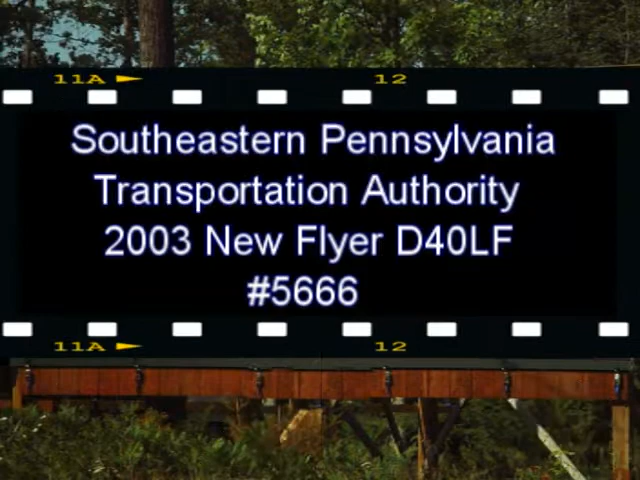 11A 12
Southeastern Pennsylvania
Transportation Authority
2003 New Flyer D40LF
#5666
11A 12